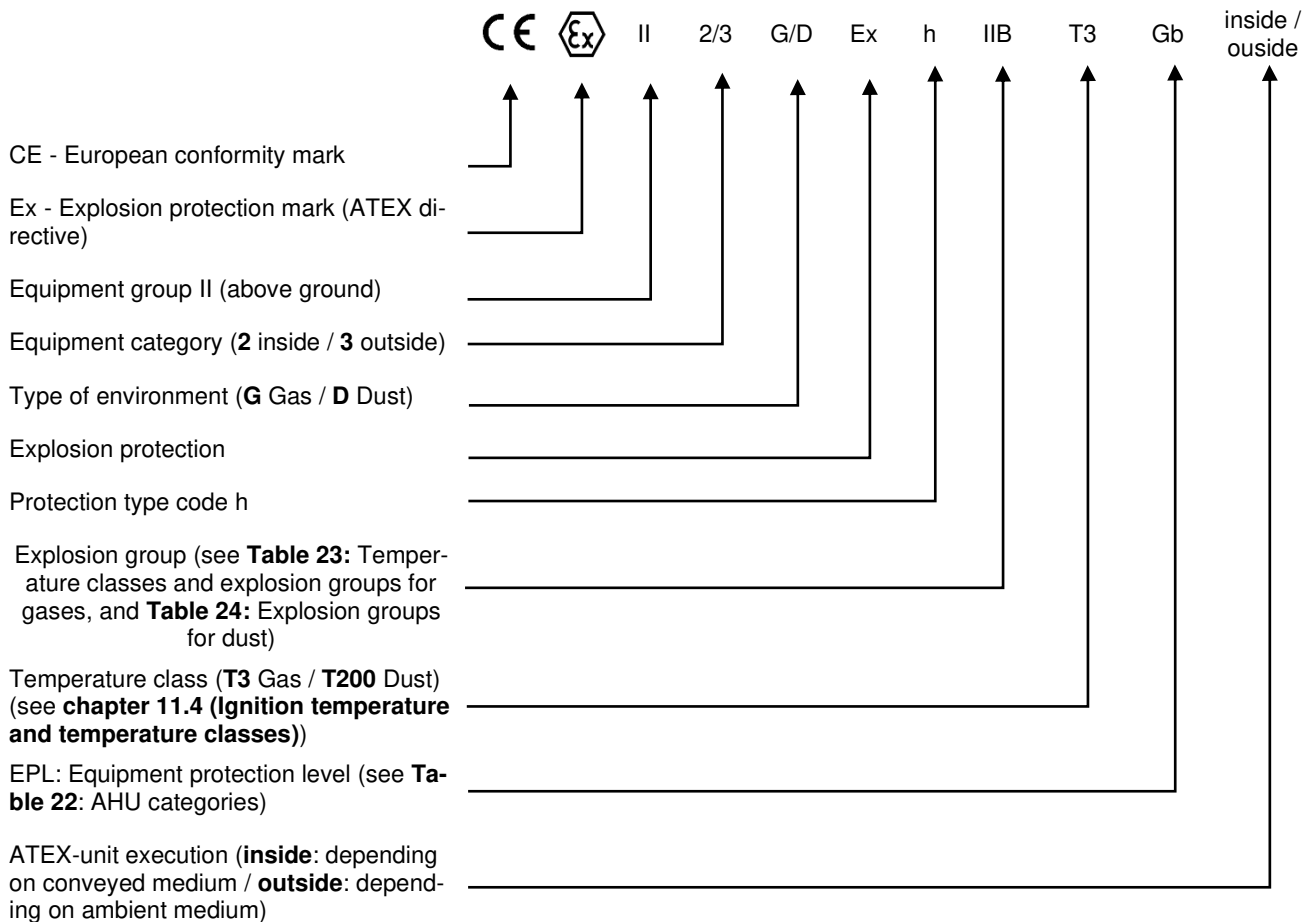 CE Ex II 2/3 G/D Ex h IIB T3 Gb inside /
ouside
CE - European conformity mark
Ex - Explosion protection mark (ATEX di-
rective)
Equipment group II (above ground)
Equipment category (2 inside / 3 outside)
Type of environment (G Gas / D Dust)
Explosion protection
Protection type code h
Explosion group (see Table 23: Temper-
ature classes and explosion groups for
gases, and Table 24: Explosion groups
for dust)
Temperature class (T3 Gas / T200 Dust)
(see chapter 11.4 (Ignition temperature
and temperature classes))
EPL: Equipment protection level (see Ta-
ble 22: AHU categories)
ATEX-unit execution (inside: depending
on conveyed medium / outside: depend-
ing on ambient medium)